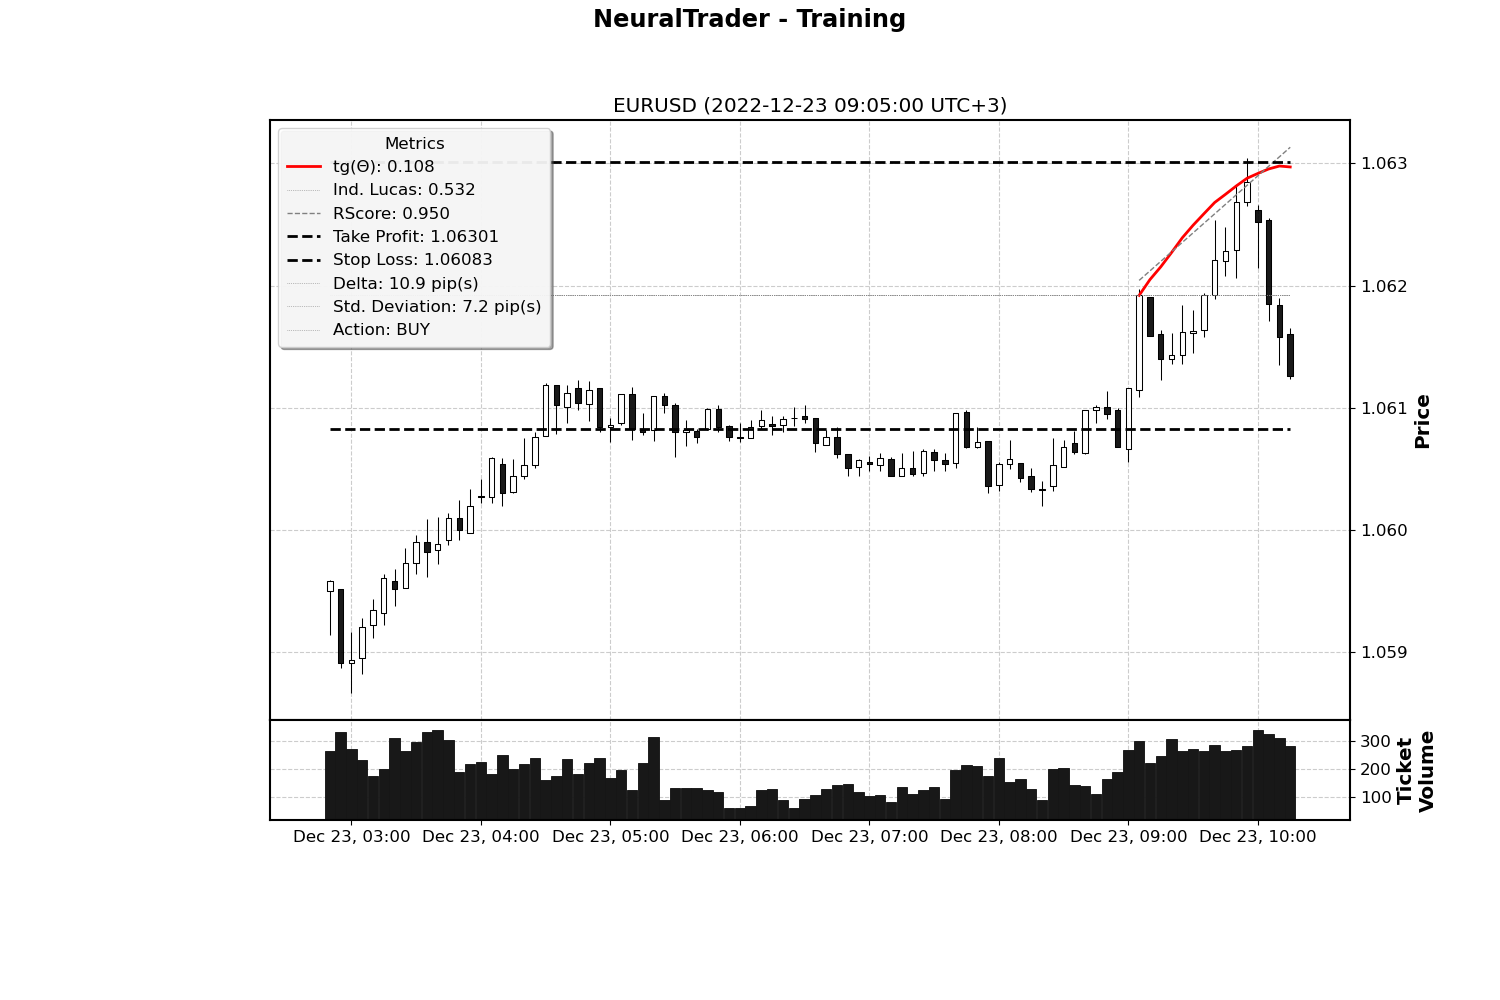 NeuralTrader - Training
EURUSD (2022-12-23 09:05:00 UTC+3)
Metrics
tg(Θ): 0.108
Ind. Lucas: 0.532
RScore: 0.950
Take Profit: 1.06301
Stop Loss: 1.06083
Delta: 10.9 pip(s)
Std. Deviation: 7.2 pip(s)
Action: BUY
1.063
1.062
1.061
1.060
1.059
Price
300
200
100
Ticket
Volume
Dec 23, 03:00 Dec 23, 04:00 Dec 23, 05:00 Dec 23, 06:00 Dec 23, 07:00 Dec 23, 08:00 Dec 23, 09:00 Dec 23, 10:00